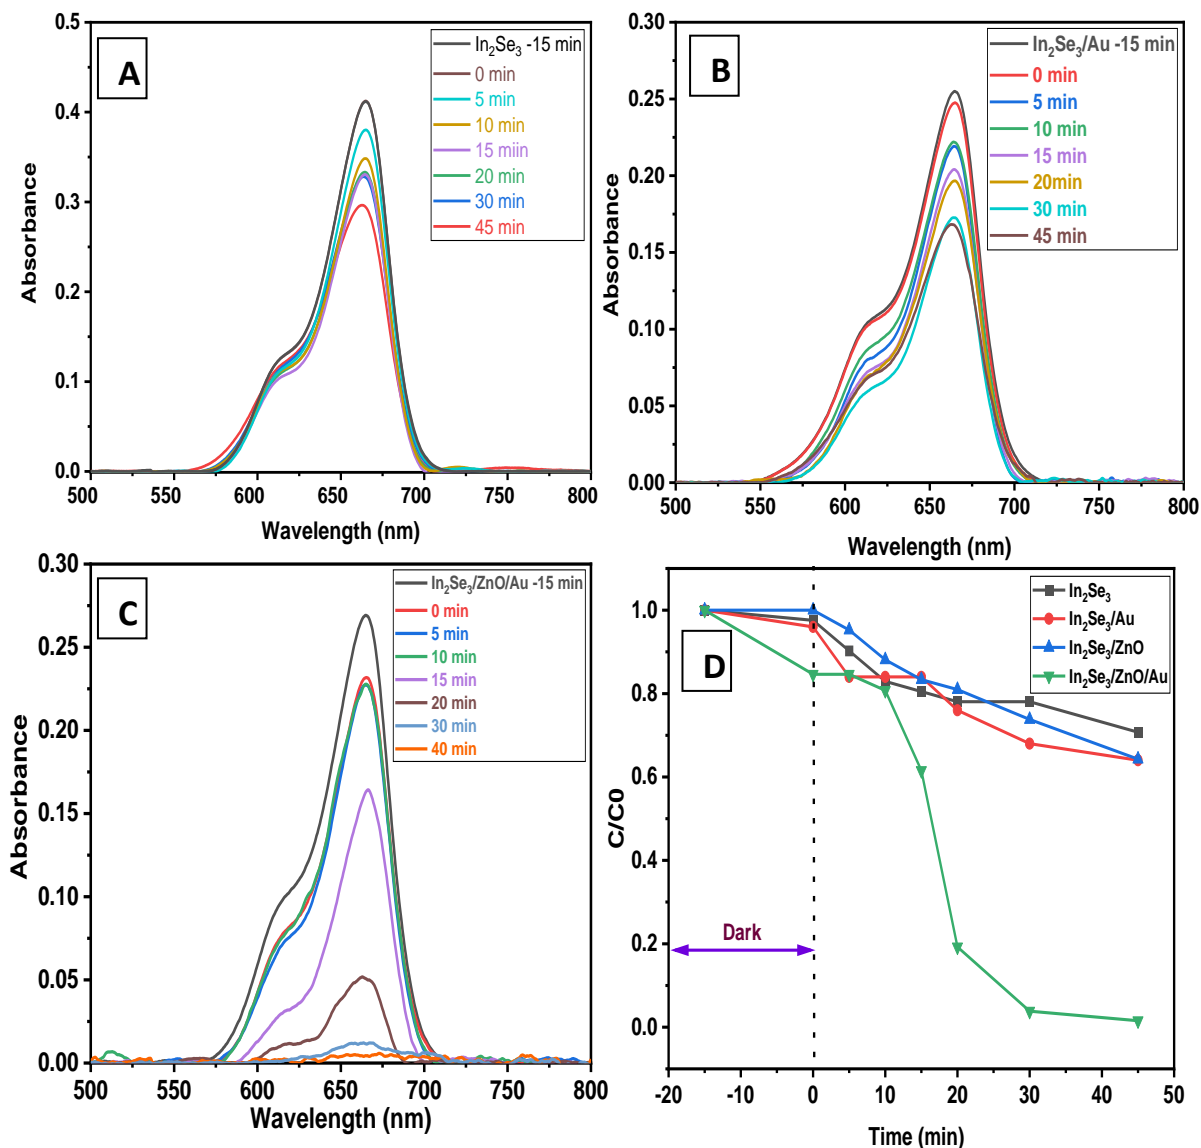 A
In₂Se₃ -15 min
0 min
5 min
10 min
15 miin
20 min
30 min
45 min
0.5
0.4
0.3
0.2
0.1
0.0
Absorbance
500 550 600 650 700 750 800
Wavelength (nm)
B
In₂Se₃/Au -15 min
0 min
5 min
10 min
15 min
20min
30 min
45 min
0.30
0.25
0.20
0.15
0.10
0.05
0.00
Absorbance
500 550 600 650 700 750 800
Wavelength (nm)
C
In₂Se₃/ZnO/Au -15 min
0 min
5 min
10 min
15 min
20 min
30 min
40 min
0.30
0.25
0.20
0.15
0.10
0.05
0.00
Absorbance
500 550 600 650 700 750 800
Wavelength (nm)
D
In₂Se₃
In₂Se₃/Au
In₂Se₃/ZnO
In₂Se₃/ZnO/Au
1.0
0.8
0.6
0.4
0.2
0.0
C/C0
Dark
-20 -10 0 10 20 30 40 50
Time (min)